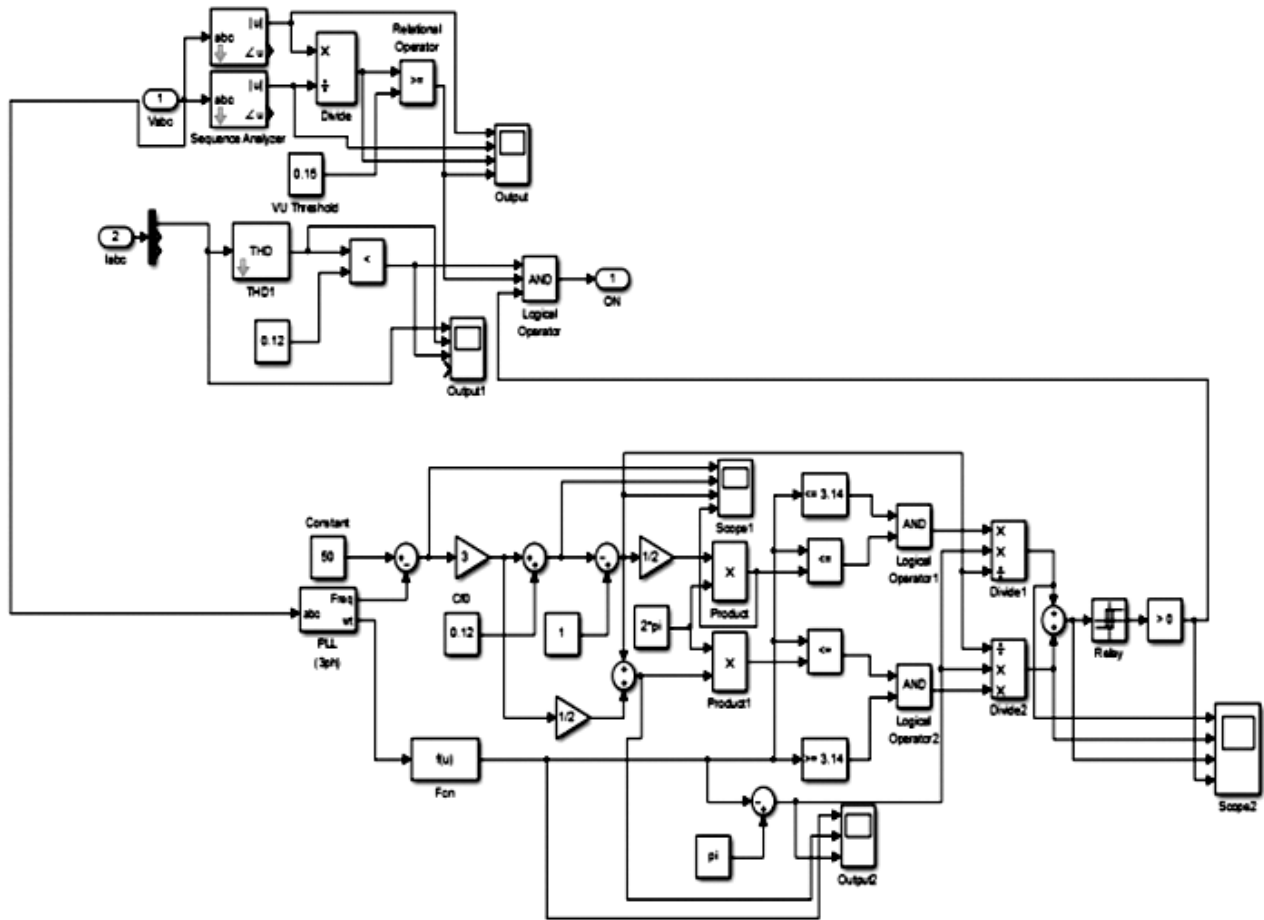 abc
|u|
∠u
abc
|u|
∠u
Sequence Analyzer
1
Vabc
×
÷
Divide
Relational
Operator
>=
0.15
VU Threshold
Output
2
Iabc
THD
THD1
<
0.12
Output1
AND
Logical
Operator
1
ON
Constant
50
+
-
3
Cf0
+
+
0.12
-
+
1
1/2
Scope1
X
Product
2*pi
X
Product1
+
+
1/2
abc
Freq
wt
PLL
(3ph)
f(u)
Fcn
<= 3.14
<=
AND
Logical
Operator1
<=
AND
Logical
Operator2
>= 3.14
-
+
pi
Output2
X
X
÷
Divide1
÷
X
X
Divide2
+
+
Relay
> 0
Scope2